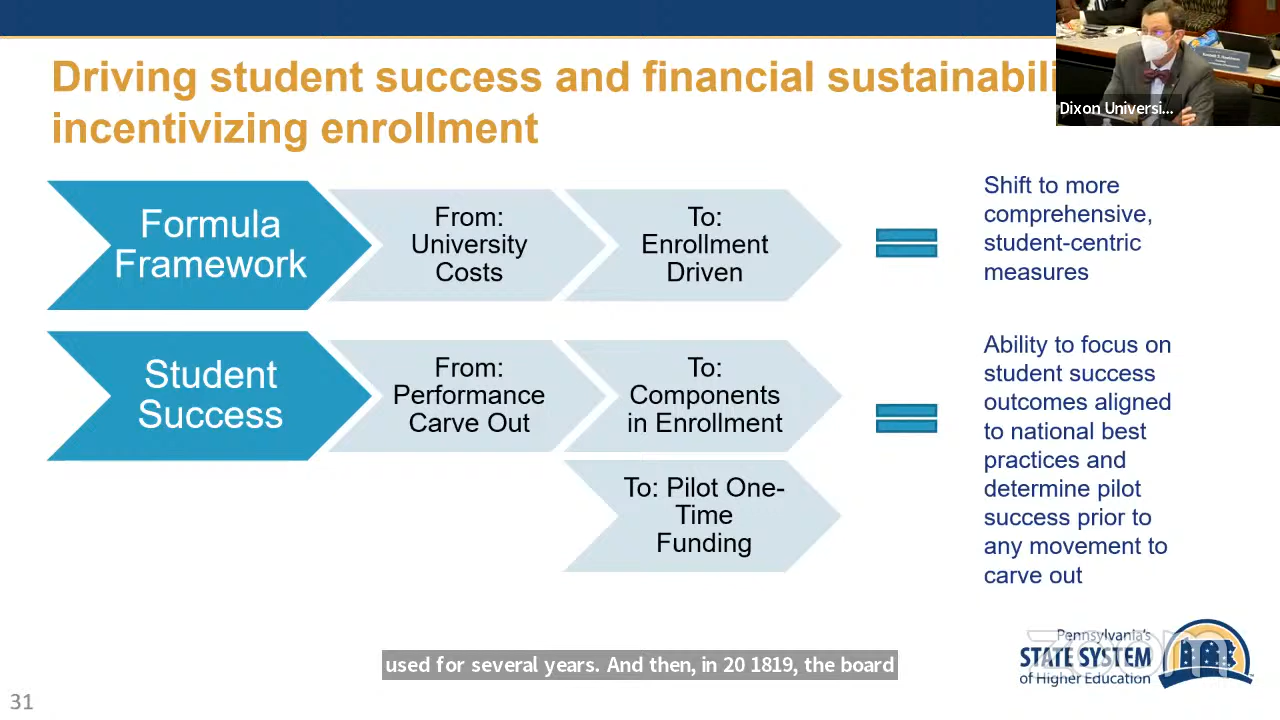 Driving student success and financial sustainabili
incentivizing enrollment
Dixon Universi...
Formula
Framework
From:
University
Costs
To:
Enrollment
Driven
Shift to more
comprehensive,
student-centric
measures
Student
Success
From:
Performance
Carve Out
To:
Components
in Enrollment
To: Pilot One-
Time
Funding
Ability to focus on
student success
outcomes aligned
to national best
practices and
determine pilot
success prior to
any movement to
carve out
used for several years. And then, in 20 1819, the board
zoom
Pennsylvania's
STATE SYSTEM
of Higher Education
31